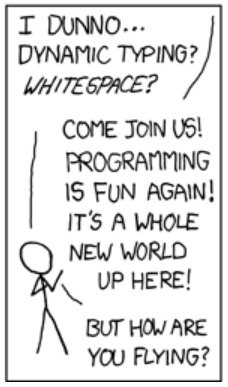 I DUNNO...
DYNAMIC TYPING?
WHITESPACE?
COME JOIN US!
PROGRAMMING
IS FUN AGAIN!
IT'S A WHOLE
NEW WORLD
UP HERE!
BUT HOW ARE
YOU FLYING?